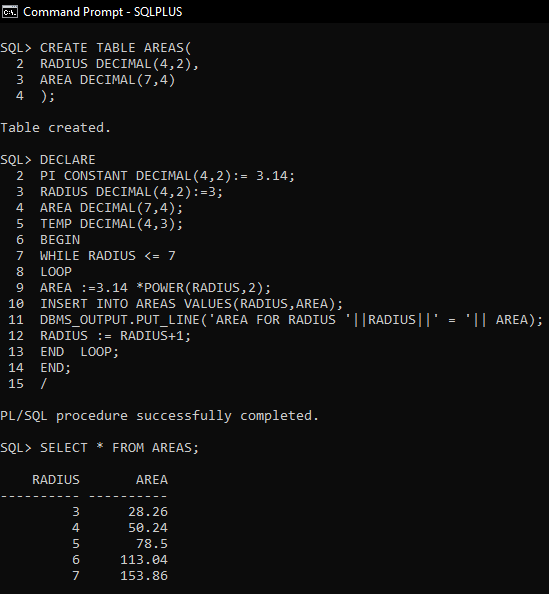 Command Prompt - SQLPLUS
SQL> CREATE TABLE AREAS(
  2  RADIUS DECIMAL(4,2),
  3  AREA DECIMAL(7,4)
  4  );
Table created.
SQL> DECLARE
  2  PI CONSTANT DECIMAL(4,2):= 3.14;
  3  RADIUS DECIMAL(4,2):=3;
  4  AREA DECIMAL(7,4);
  5  TEMP DECIMAL(4,3);
  6  BEGIN
  7  WHILE RADIUS <= 7
  8  LOOP
  9  AREA :=3.14 *POWER(RADIUS,2);
 10  INSERT INTO AREAS VALUES(RADIUS,AREA);
 11  DBMS_OUTPUT.PUT_LINE('AREA FOR RADIUS '||RADIUS||' = '|| AREA);
 12  RADIUS := RADIUS+1;
 13  END  LOOP;
 14  END;
 15  /
PL/SQL procedure successfully completed.
SQL> SELECT * FROM AREAS;
    RADIUS       AREA
---------- ----------
         3      28.26
         4      50.24
         5       78.5
         6     113.04
         7     153.86